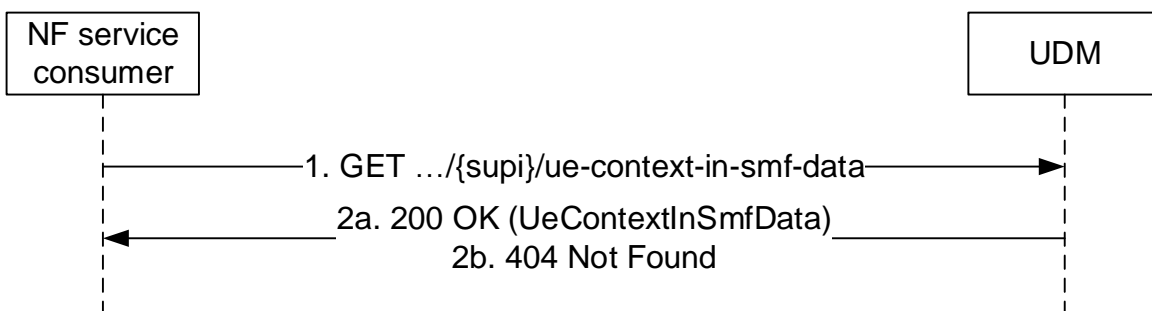 NF service
consumer
UDM
1. GET …/{supi}/ue-context-in-smf-data
2a. 200 OK (UeContextInSmfData)
2b. 404 Not Found